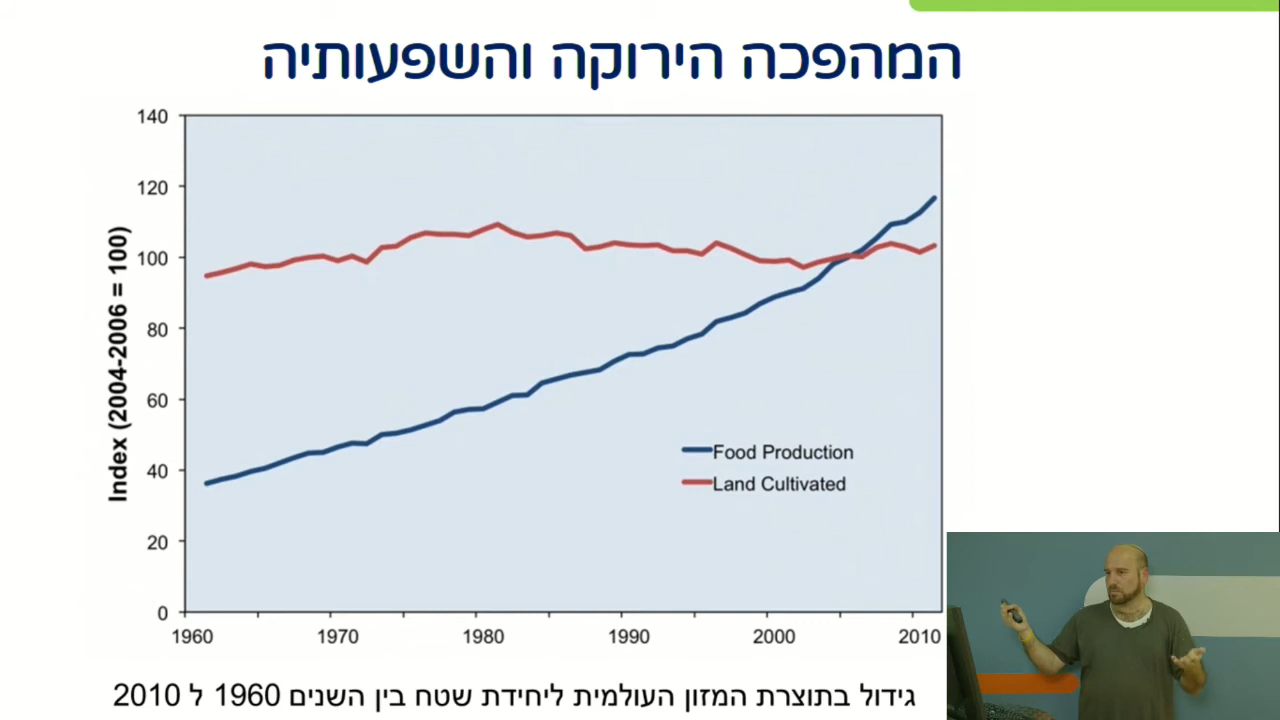 המהפכה הירוקה והשפעותיה
Index (2004-2006 = 100)
140
120
100
80
60
40
20
0
Food Production
Land Cultivated
1960 1970 1980 1990 2000 2010
גידול בתוצרת המזון העולמית ליחידת שטח בין השנים 1960 ל 2010